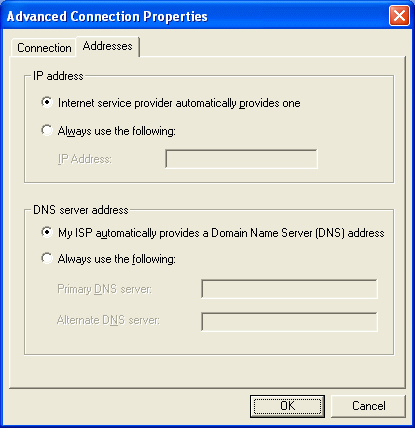 Advanced Connection Properties
Connection Addresses
IP address
Internet service provider automatically provides one
Always use the following:
IP Address:
DNS server address
My ISP automatically provides a Domain Name Server (DNS) address
Always use the following:
Primary DNS server:
Alternate DNS server:
OK Cancel